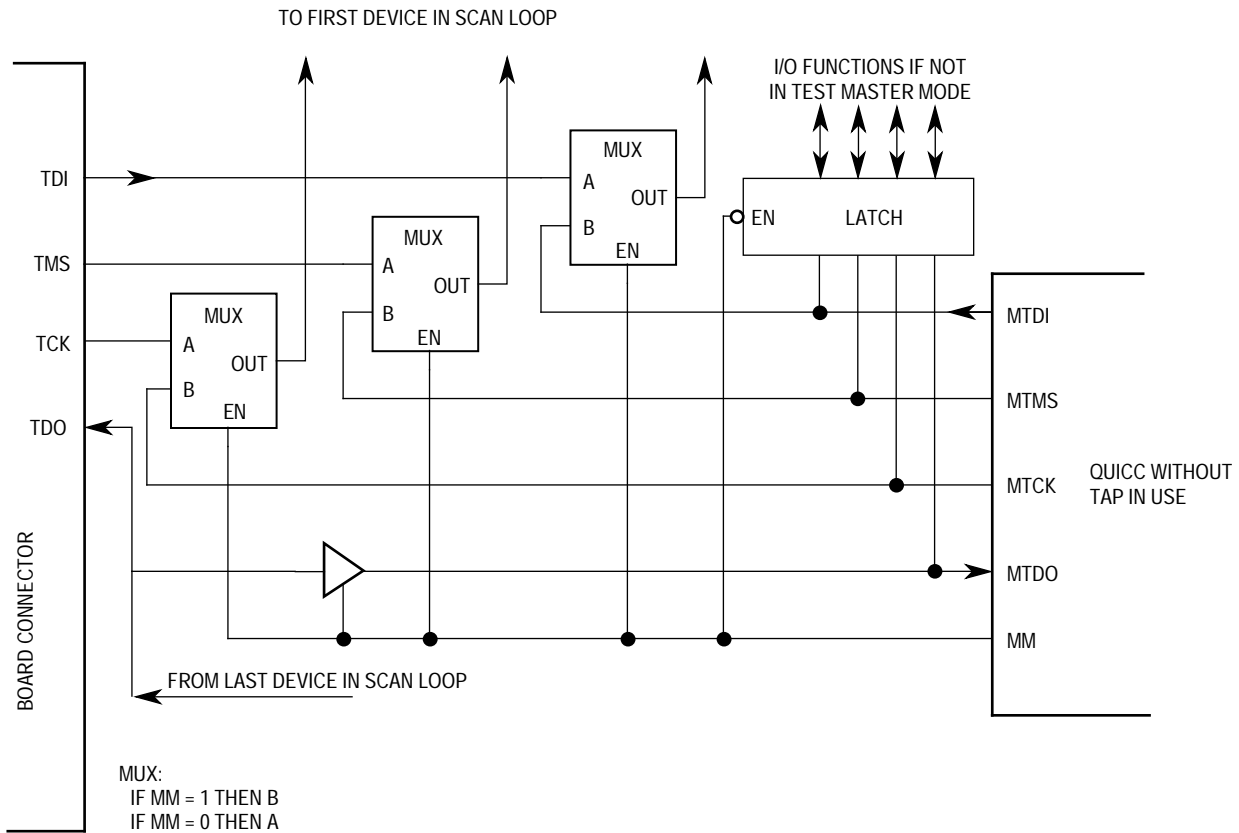 TO FIRST DEVICE IN SCAN LOOP
I/O FUNCTIONS IF NOT
IN TEST MASTER MODE
TDI
MUX
A
B
OUT
EN
EN
LATCH
TMS
MUX
A
B
OUT
EN
TCK
MUX
A
B
OUT
EN
TDO
MTDI
MTMS
MTCK
MTDO
MM
QUICC WITHOUT
TAP IN USE
BOARD CONNECTOR
FROM LAST DEVICE IN SCAN LOOP
MUX:
IF MM = 1 THEN B
IF MM = 0 THEN A